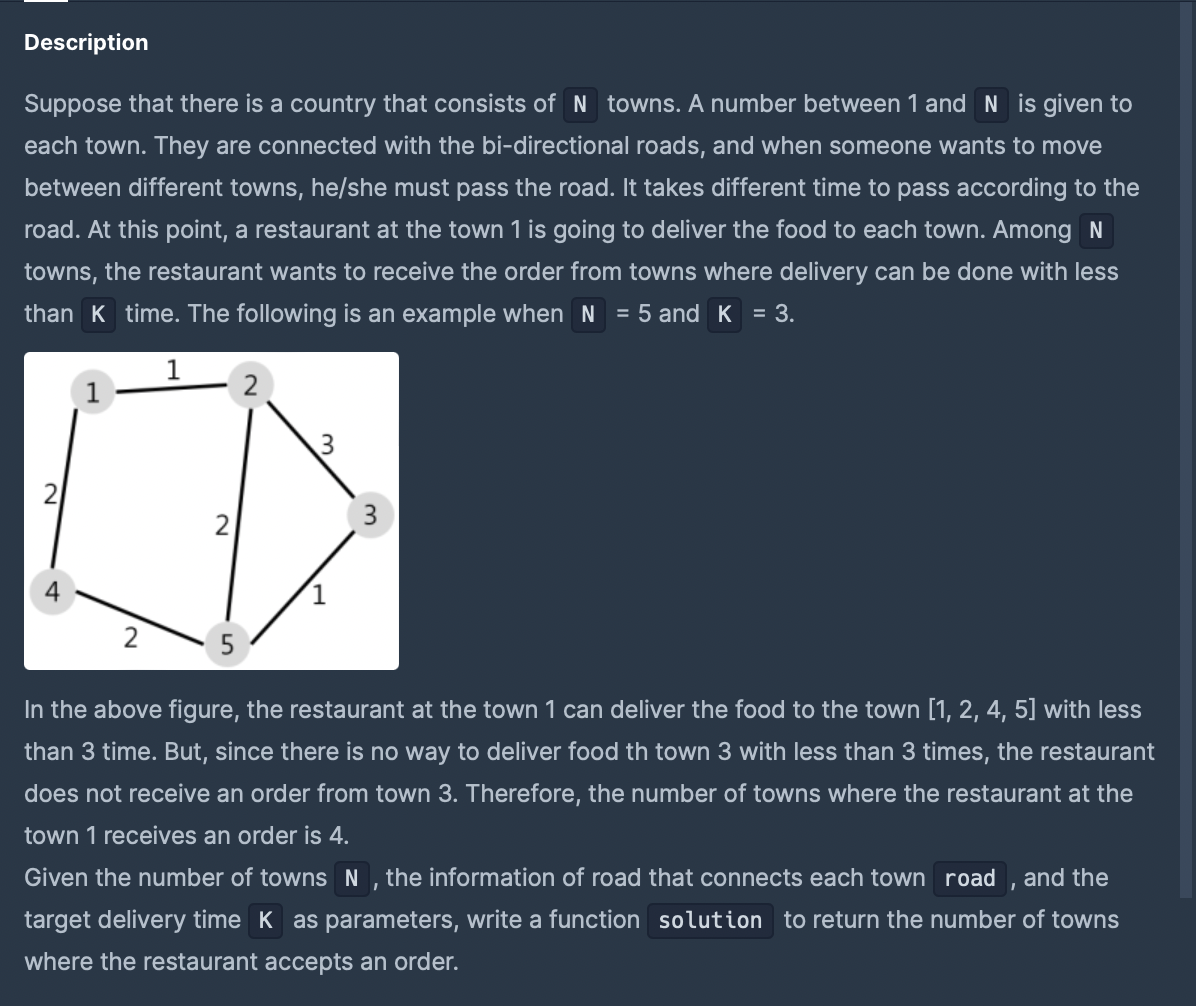 Description
Suppose that there is a country that consists of N towns. A number between 1 and N is given to
each town. They are connected with the bi-directional roads, and when someone wants to move
between different towns, he/she must pass the road. It takes different time to pass according to the
road. At this point, a restaurant at the town 1 is going to deliver the food to each town. Among N
towns, the restaurant wants to receive the order from towns where delivery can be done with less
than K time. The following is an example when N = 5 and K = 3.
1
1
2
3
2
2
3
4
1
2
5
In the above figure, the restaurant at the town 1 can deliver the food to the town [1, 2, 4, 5] with less
than 3 time. But, since there is no way to deliver food th town 3 with less than 3 times, the restaurant
does not receive an order from town 3. Therefore, the number of towns where the restaurant at the
town 1 receives an order is 4.
Given the number of towns N , the information of road that connects each town road , and the
target delivery time K as parameters, write a function solution to return the number of towns
where the restaurant accepts an order.